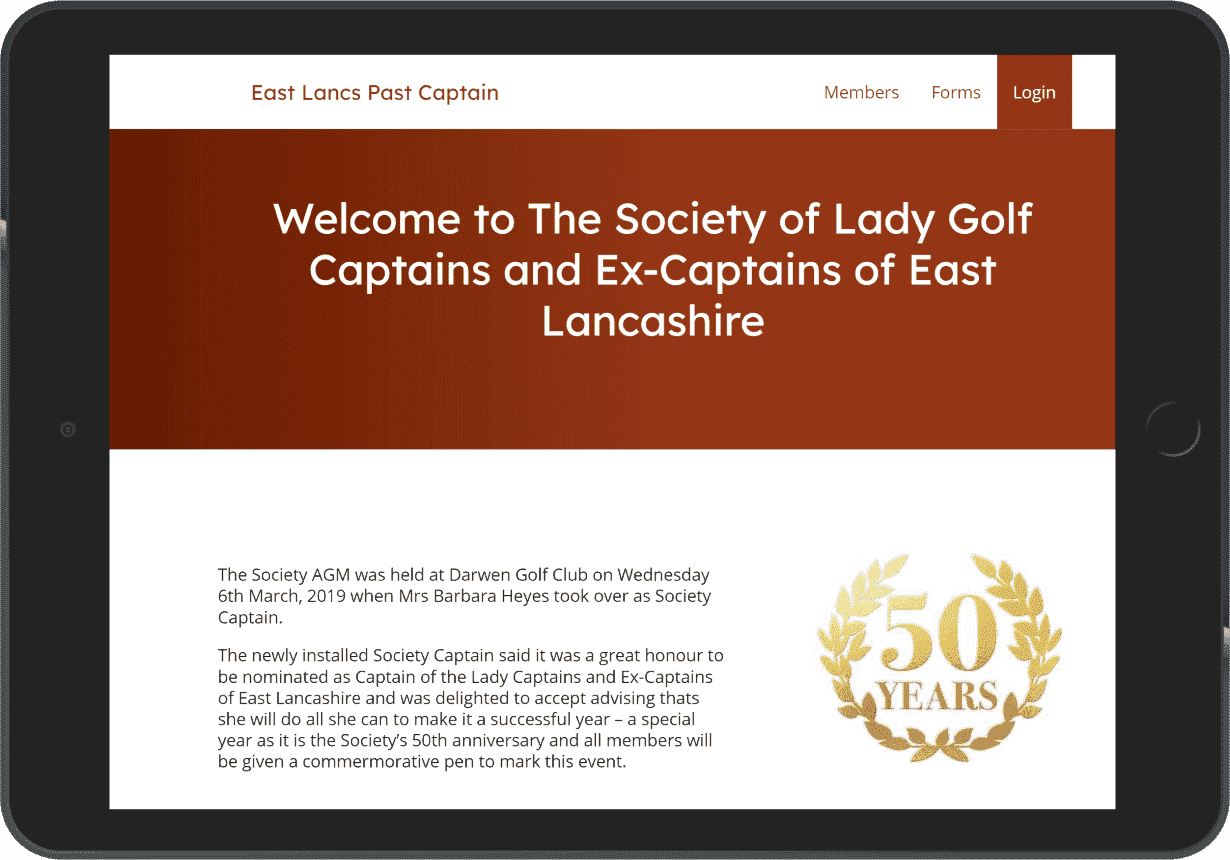 East Lancs Past Captain
Members
Forms
Login
Welcome to The Society of Lady Golf
Captains and Ex-Captains of East
Lancashire
The Society AGM was held at Darwen Golf Club on Wednesday
6th March, 2019 when Mrs Barbara Heyes took over as Society
Captain.
The newly installed Society Captain said it was a great honour to
be nominated as Captain of the Lady Captains and Ex-Captains
of East Lancashire and was delighted to accept advising thats
she will do all she can to make it a successful year – a special
year as it is the Society’s 50th anniversary and all members will
be given a commermorative pen to mark this event.
50
YEARS